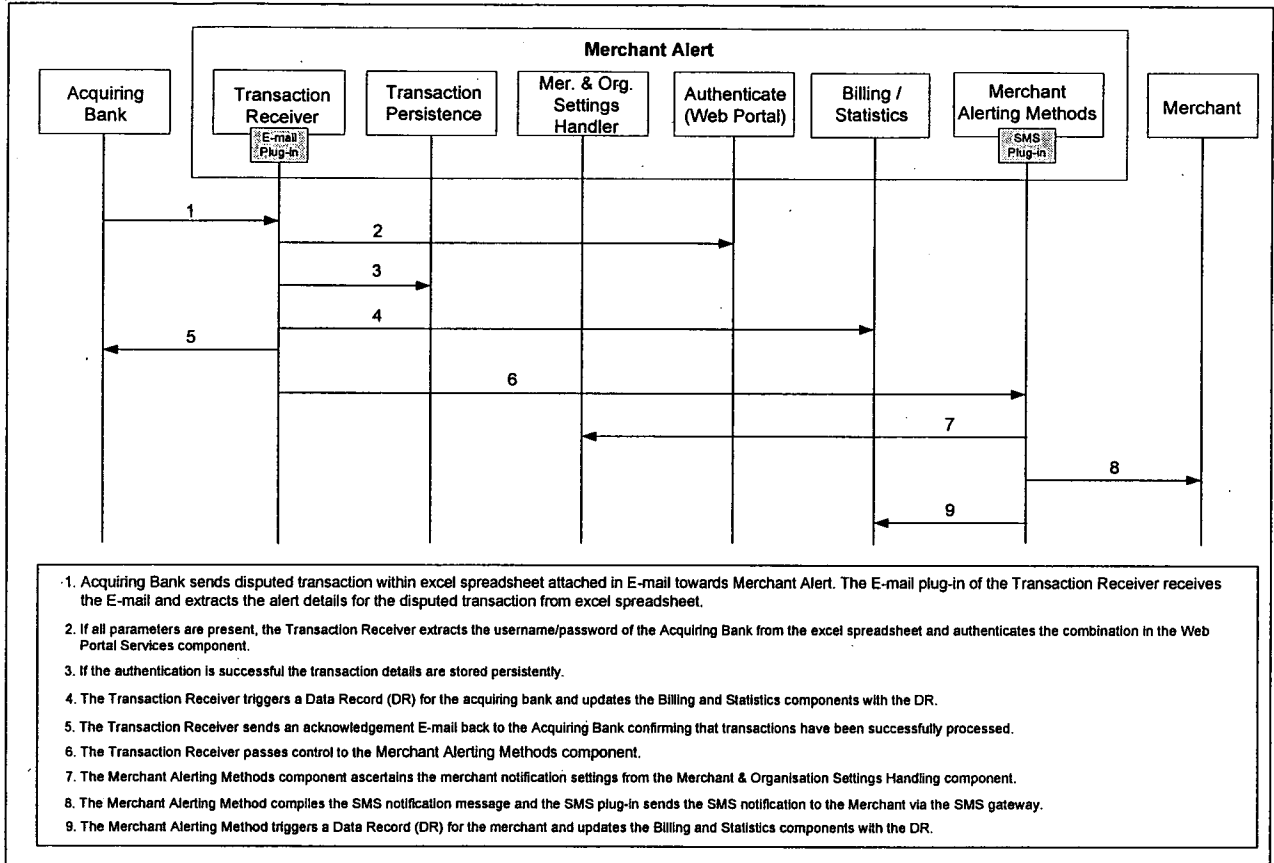 Merchant Alert
Acquiring
Bank
Transaction
Receiver
E-mail
Plug-in
Transaction
Persistence
Mer. & Org.
Settings
Handler
Authenticate
(Web Portal)
Billing /
Statistics
Merchant
Alerting Methods
SMS
Plug-in
Merchant
1
2
3
4
5
6
7
8
9
1. Acquiring Bank sends disputed transaction within excel spreadsheet attached in E-mail towards Merchant Alert. The E-mail plug-in of the Transaction Receiver receives
the E-mail and extracts the alert details for the disputed transaction from excel spreadsheet.
2. If all parameters are present, the Transaction Receiver extracts the username/password of the Acquiring Bank from the excel spreadsheet and authenticates the combination in the Web
Portal Services component.
3. If the authentication is successful the transaction details are stored persistently.
4. The Transaction Receiver triggers a Data Record (DR) for the acquiring bank and updates the Billing and Statistics components with the DR.
5. The Transaction Receiver sends an acknowledgement E-mail back to the Acquiring Bank confirming that transactions have been successfully processed.
6. The Transaction Receiver passes control to the Merchant Alerting Methods component.
7. The Merchant Alerting Methods component ascertains the merchant notification settings from the Merchant & Organisation Settings Handling component.
8. The Merchant Alerting Method compiles the SMS notification message and the SMS plug-in sends the SMS notification to the Merchant via the SMS gateway.
9. The Merchant Alerting Method triggers a Data Record (DR) for the merchant and updates the Billing and Statistics components with the DR.